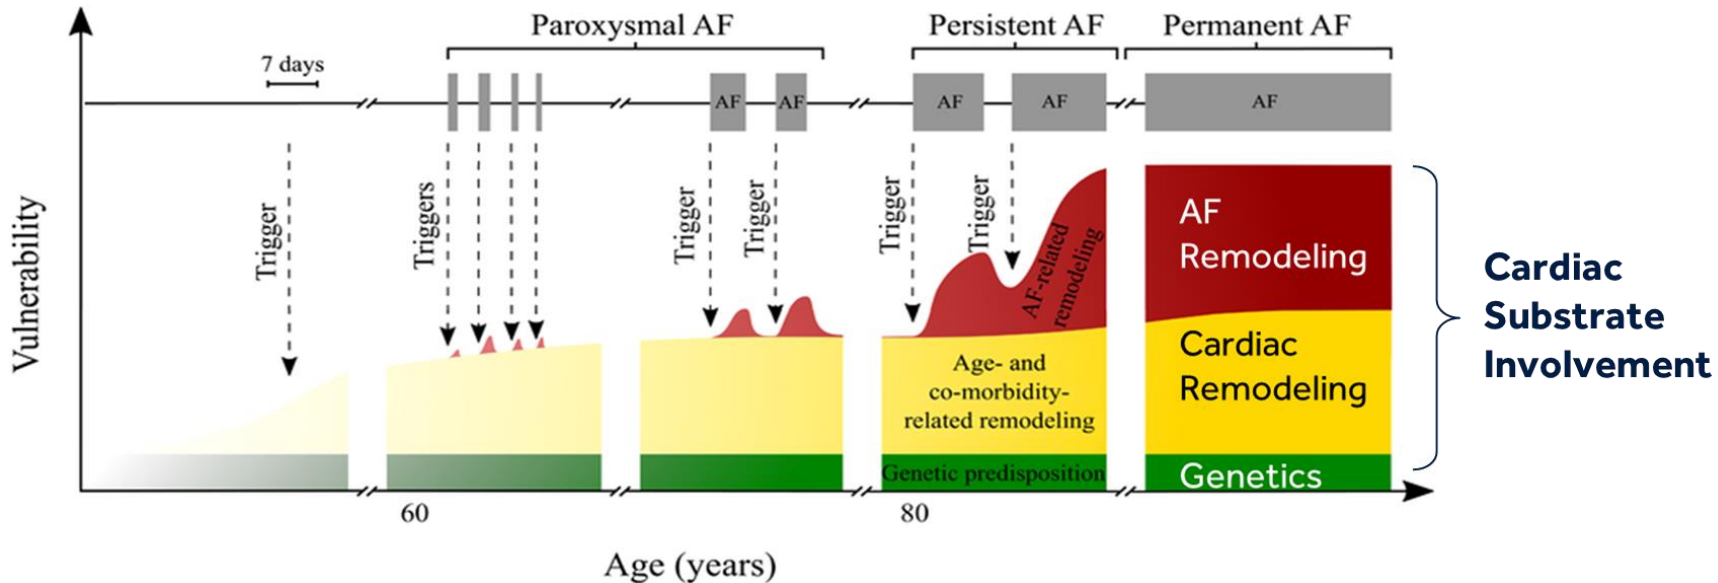 Paroxysmal AF
Persistent AF
Permanent AF
7 days
AF
AF
AF
AF
AF
Trigger
Triggers
Trigger
Trigger
Trigger
Trigger
Vulnerability
AF-related
remodeling
Age- and
co-morbidity-
related remodeling
Genetic predisposition
AF
Remodeling
Cardiac
Remodeling
Genetics
Cardiac
Substrate
Involvement
60
80
Age (years)